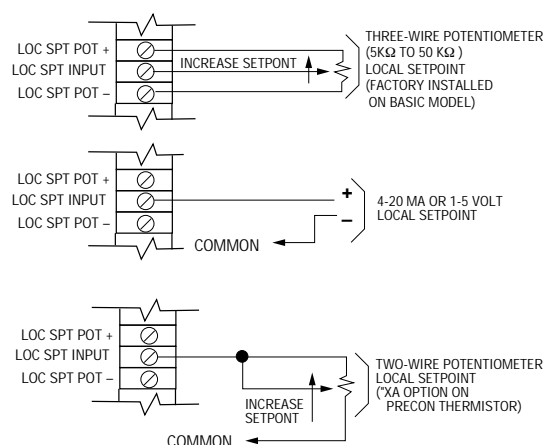 LOC SPT POT +
LOC SPT INPUT
LOC SPT POT –
INCREASE SETPONT
THREE-WIRE POTENTIOMETER
(5KΩ TO 50 KΩ )
LOCAL SETPOINT
(FACTORY INSTALLED
ON BASIC MODEL)
LOC SPT POT +
LOC SPT INPUT
LOC SPT POT –
+
–
4-20 MA OR 1-5 VOLT
LOCAL SETPOINT
COMMON
LOC SPT POT +
LOC SPT INPUT
LOC SPT POT –
INCREASE
SETPONT
TWO-WIRE POTENTIOMETER
LOCAL SETPOINT
("XA OPTION ON
PRECON THERMISTOR)
COMMON